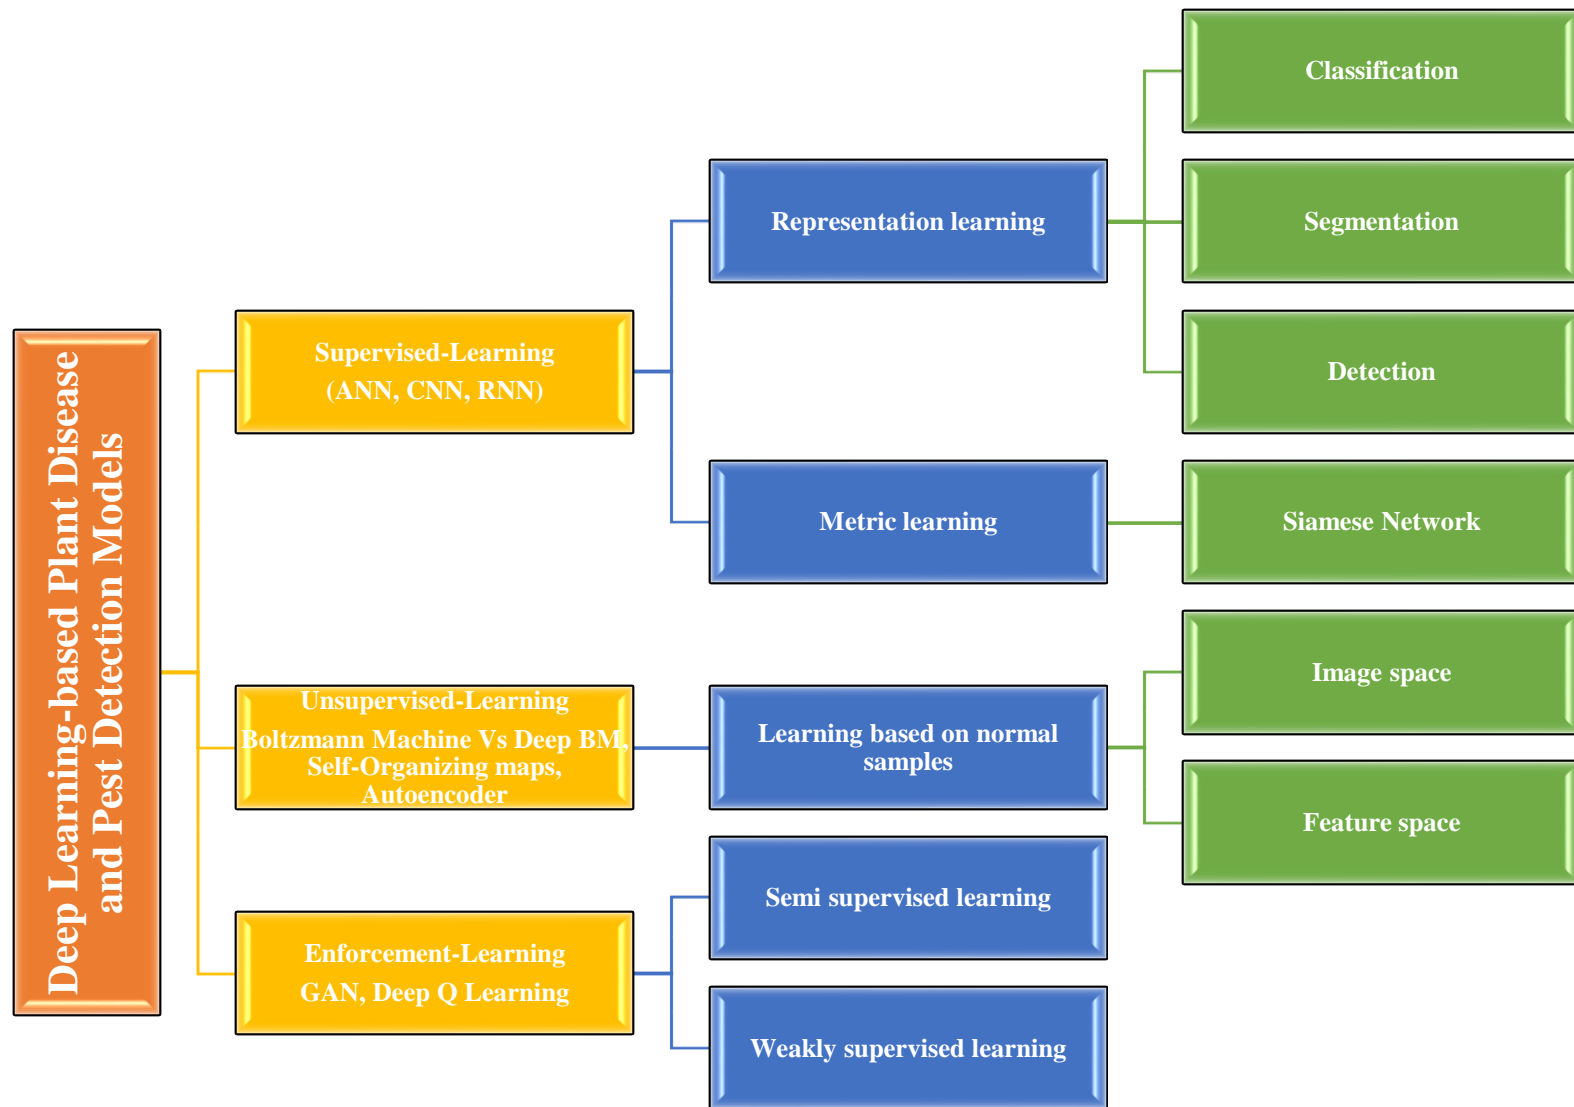 Deep Learning-based Plant Disease
and Pest Detection Models
Supervised-Learning
(ANN, CNN, RNN)
Representation learning
Classification
Segmentation
Detection
Metric learning
Siamese Network
Unsupervised-Learning
Boltzmann Machine Vs Deep BM,
Self-Organizing maps,
Autoencoder
Learning based on normal
samples
Image space
Feature space
Enforcement-Learning
GAN, Deep Q Learning
Semi supervised learning
Weakly supervised learning